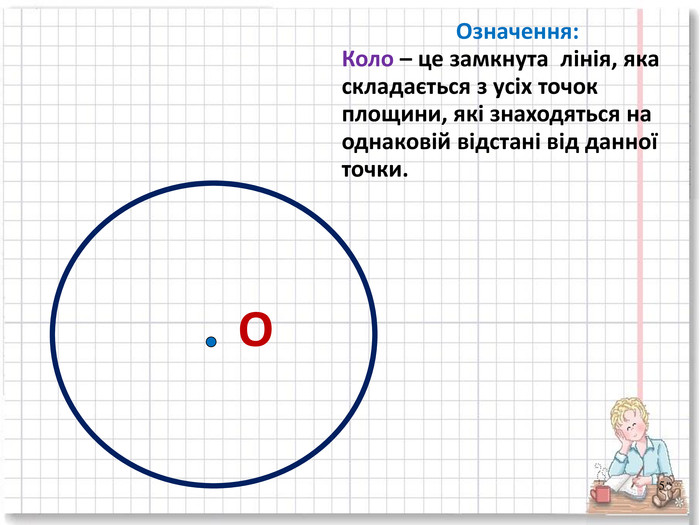 Означення:
Коло – це замкнута лінія, яка
складається з усіх точок
площини, які знаходяться на
однаковій відстані від данної
точки.
О